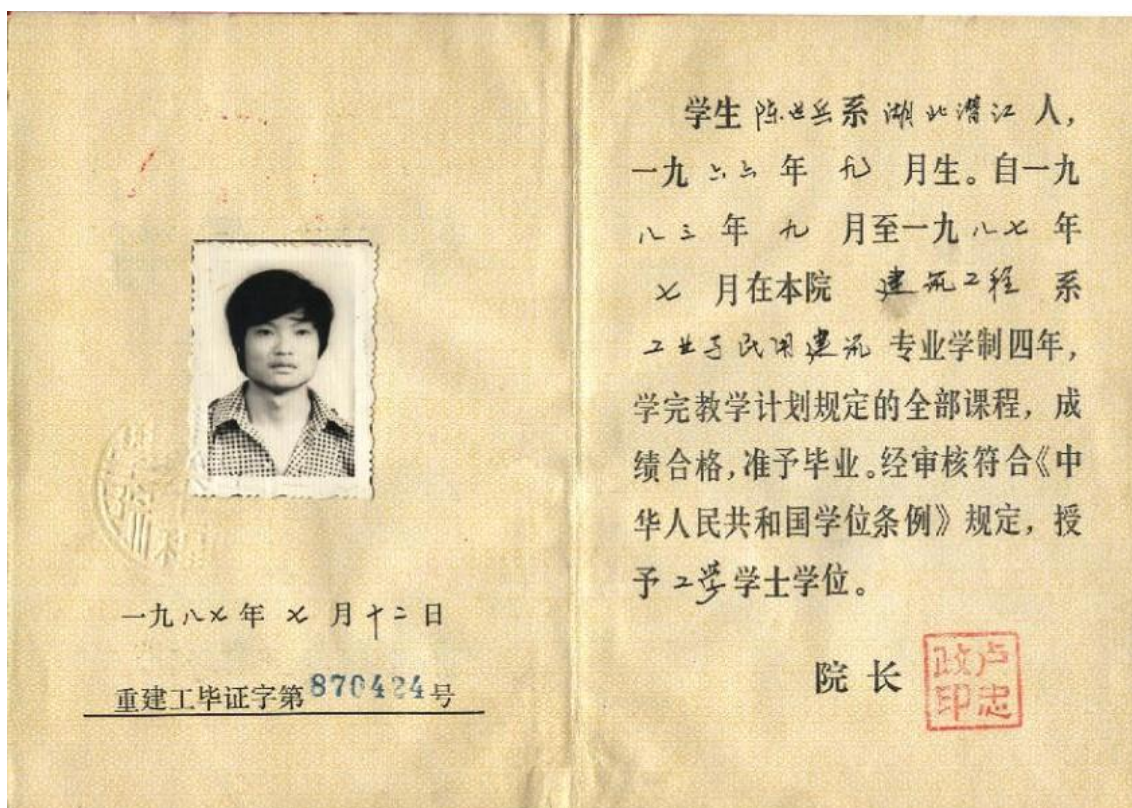 一九八七年 七 月十二日
重建工毕证字第870424号
学生 陈世兵系 湖北潜江 人，
一九六六 年 九 月生。自一九
八三 年 九 月至一九八七 年
七 月在本院 建筑工程 系
工业与民用建筑 专业学制四年，
学完教学计划规定的全部课程，成
绩合格，准予毕业。经审核符合《中
华人民共和国学位条例》规定，授
予 工学 学士学位。
院 长
卢忠政印